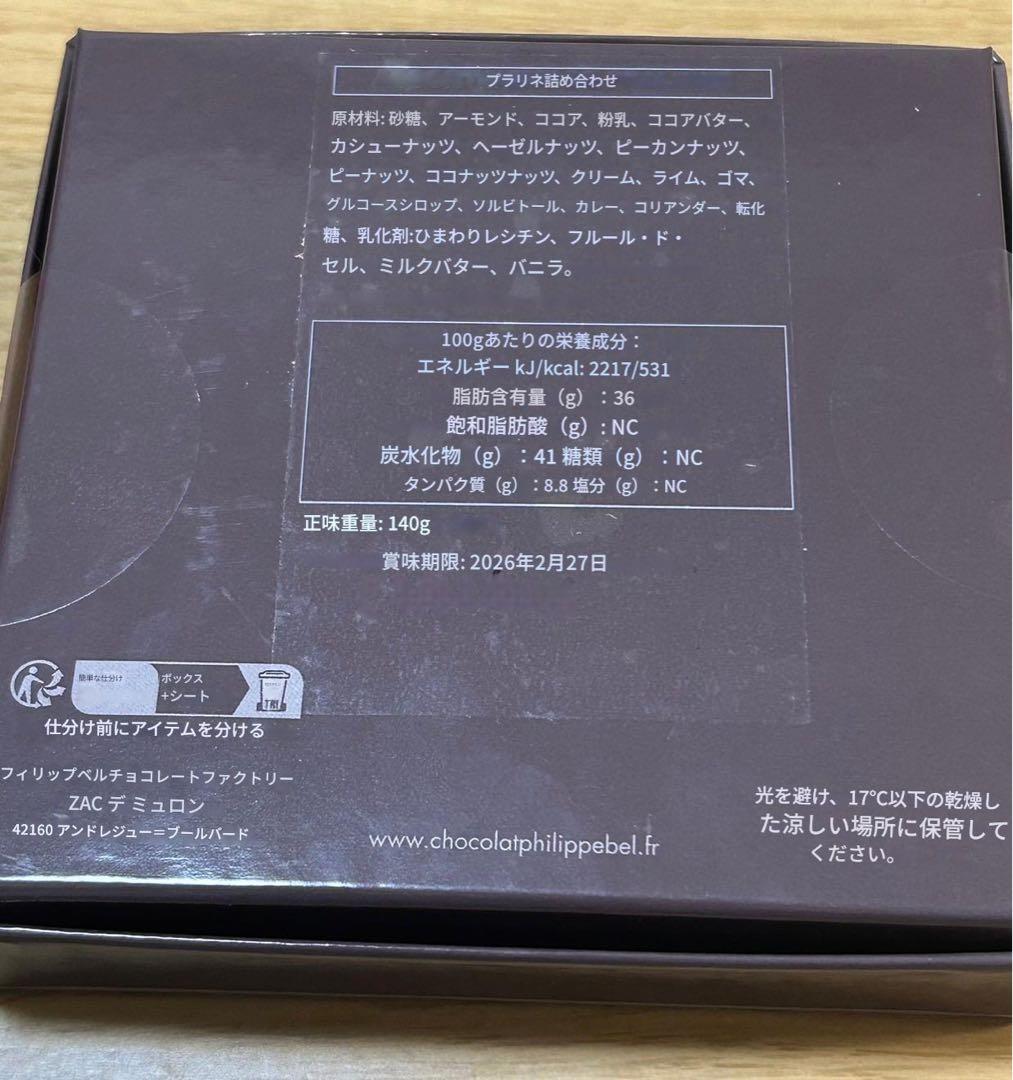 プラリネ詰め合わせ
原材料: 砂糖、アーモンド、ココア、粉乳、ココアバター、
カシューナッツ、ヘーゼルナッツ、ピーカンナッツ、
ピーナッツ、ココナッツナッツ、クリーム、ライム、ゴマ、
グルコースシロップ、ソルビトール、カレー、コリアンダー、転化
糖、乳化剤:ひまわりレシチン、フルール・ド・
セル、ミルクバター、バニラ。
100gあたりの栄養成分：
エネルギー kJ/kcal: 2217/531
脂肪含有量（g）：36
飽和脂肪酸（g）: NC
炭水化物（g）：41 糖類（g）：NC
タンパク質（g）：8.8 塩分（g）：NC
正味重量: 140g
賞味期限: 2026年2月27日
簡単な仕分け
ボックス
+シート
TRI
仕分け前にアイテムを分ける
フィリップベルチョコレートファクトリー
ZAC デ ミュロン
42160 アンドレジュー＝ブールバード
www.chocolatphilippebel.fr
光を避け、17℃以下の乾燥し
た涼しい場所に保管して
ください。